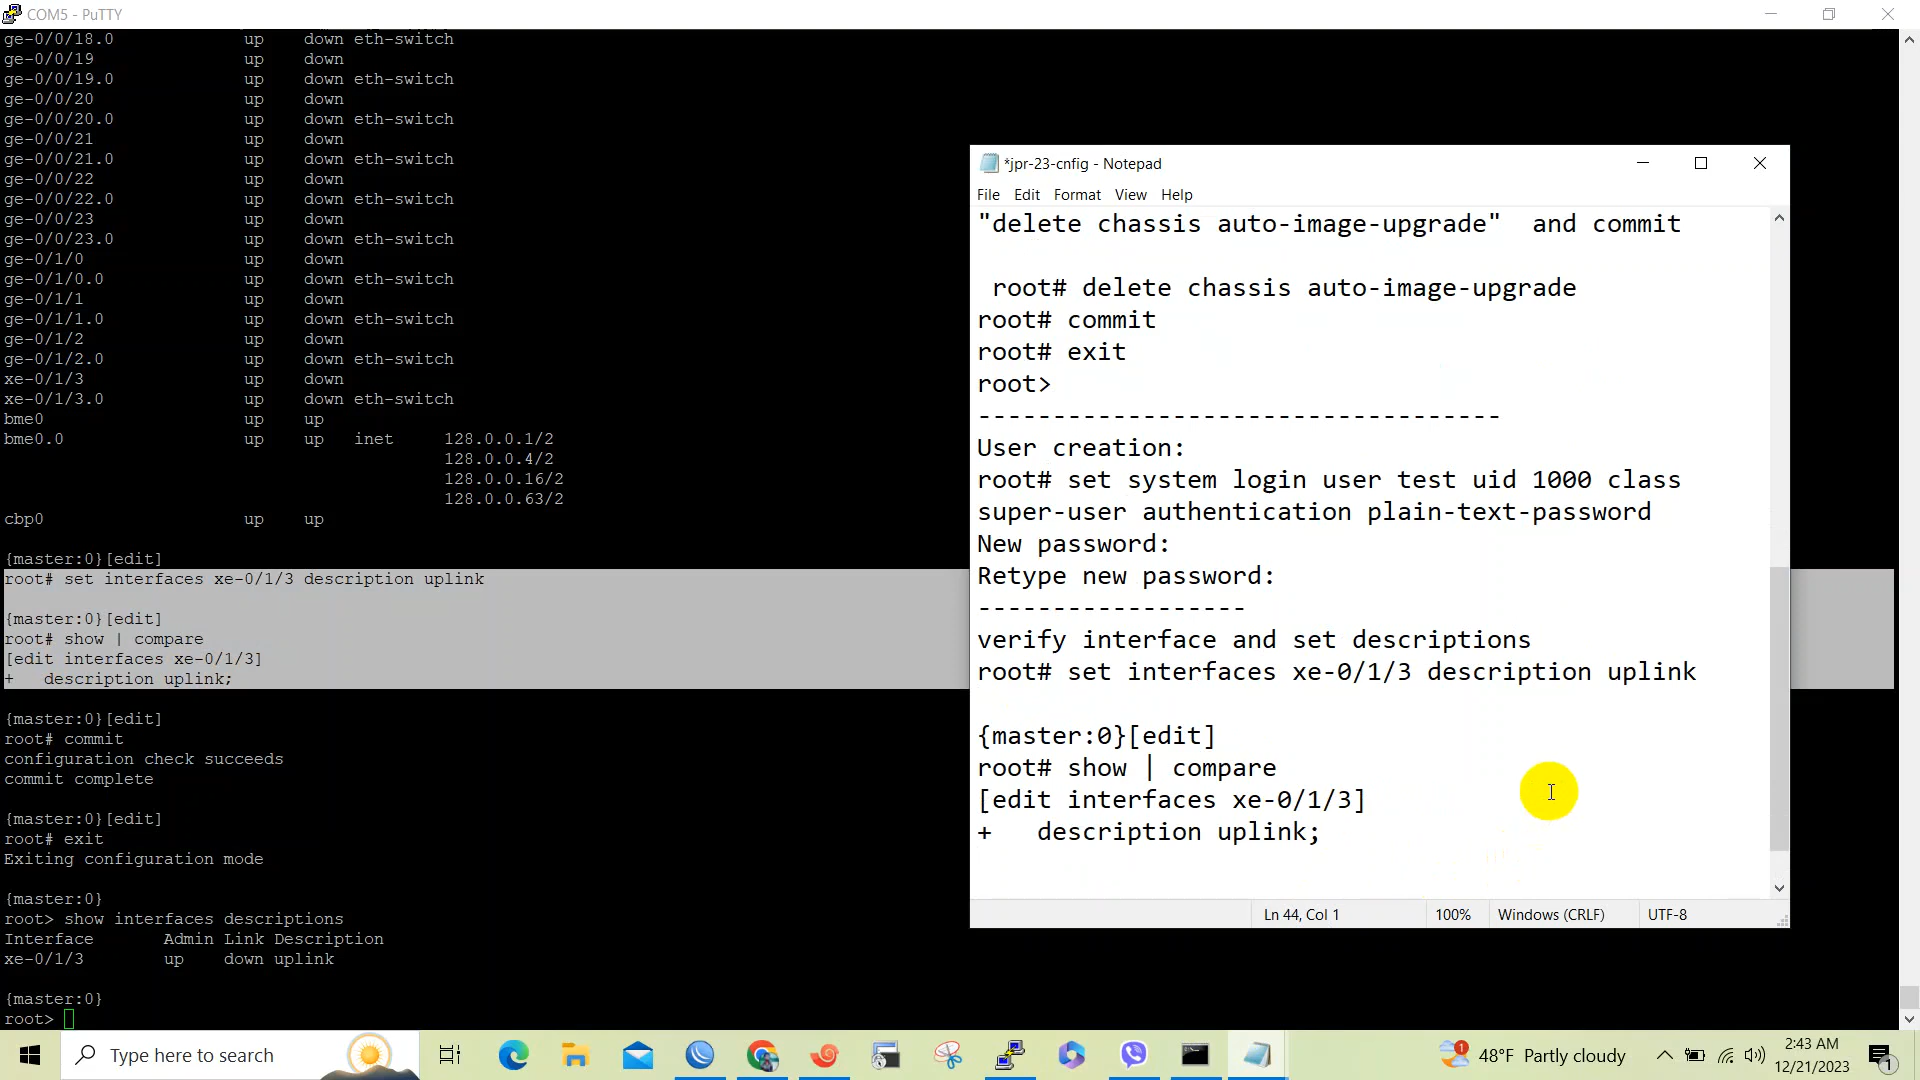 COM5 - PuTTY
ge-0/0/18.0 up down eth-switch
ge-0/0/19 up down
ge-0/0/19.0 up down eth-switch
ge-0/0/20 up down
ge-0/0/20.0 up down eth-switch
ge-0/0/21 up down
ge-0/0/21.0 up down eth-switch
ge-0/0/22 up down
ge-0/0/22.0 up down eth-switch
ge-0/0/23 up down
ge-0/0/23.0 up down eth-switch
ge-0/1/0 up down
ge-0/1/0.0 up down eth-switch
ge-0/1/1 up down
ge-0/1/1.0 up down eth-switch
ge-0/1/2 up down
ge-0/1/2.0 up down eth-switch
xe-0/1/3 up down
xe-0/1/3.0 up down eth-switch
bme0 up up
bme0.0 up up inet 128.0.0.1/2
128.0.0.4/2
128.0.0.16/2
128.0.0.63/2
cbp0 up up
{master:0}[edit]
root# set interfaces xe-0/1/3 description uplink
{master:0}[edit]
root# show | compare
[edit interfaces xe-0/1/3]
+ description uplink;
{master:0}[edit]
root# commit
configuration check succeeds
commit complete
{master:0}[edit]
root# exit
Exiting configuration mode
{master:0}
root> show interfaces descriptions
Interface Admin Link Description
xe-0/1/3 up down uplink
{master:0}
root>
*jpr-23-cnfig - Notepad
File Edit Format View Help
"delete chassis auto-image-upgrade" and commit
root# delete chassis auto-image-upgrade
root# commit
root# exit
root>
-----------------------------------
User creation:
root# set system login user test uid 1000 class
super-user authentication plain-text-password
New password:
Retype new password:
------------------
verify interface and set descriptions
root# set interfaces xe-0/1/3 description uplink
{master:0}[edit]
root# show | compare
[edit interfaces xe-0/1/3]
+ description uplink;
Ln 44, Col 1 100% Windows (CRLF) UTF-8
Type here to search
1
48°F Partly cloudy
2:43 AM
12/21/2023
1